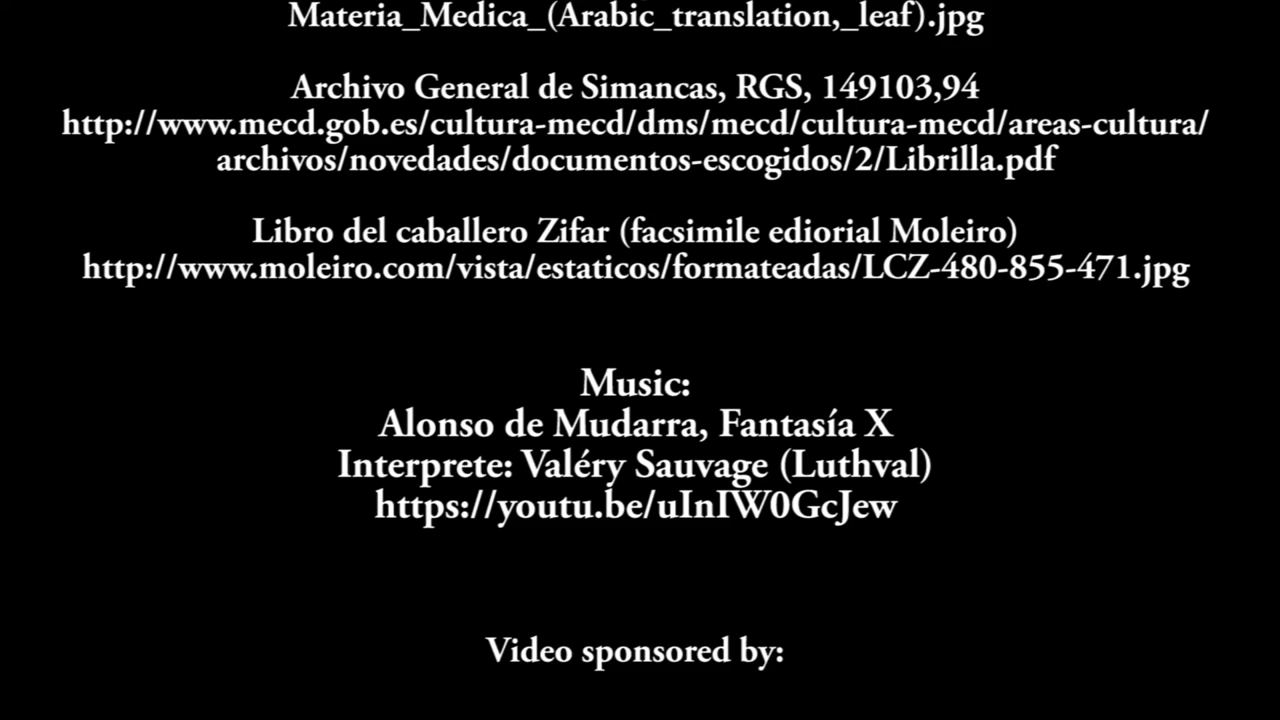 Materia_Medica_(Arabic_translation,_leaf).jpg
Archivo General de Simancas, RGS, 149103,94
http://www.mecd.gob.es/cultura-mecd/dms/mecd/cultura-mecd/areas-cultura/
archivos/novedades/documentos-escogidos/2/Librilla.pdf
Libro del caballero Zifar (facsimile ediorial Moleiro)
http://www.moleiro.com/vista/estaticos/formateadas/LCZ-480-855-471.jpg
Music:
Alonso de Mudarra, Fantasía X
Interprete: Valéry Sauvage (Luthval)
https://youtu.be/uInIW0GcJew
Video sponsored by: